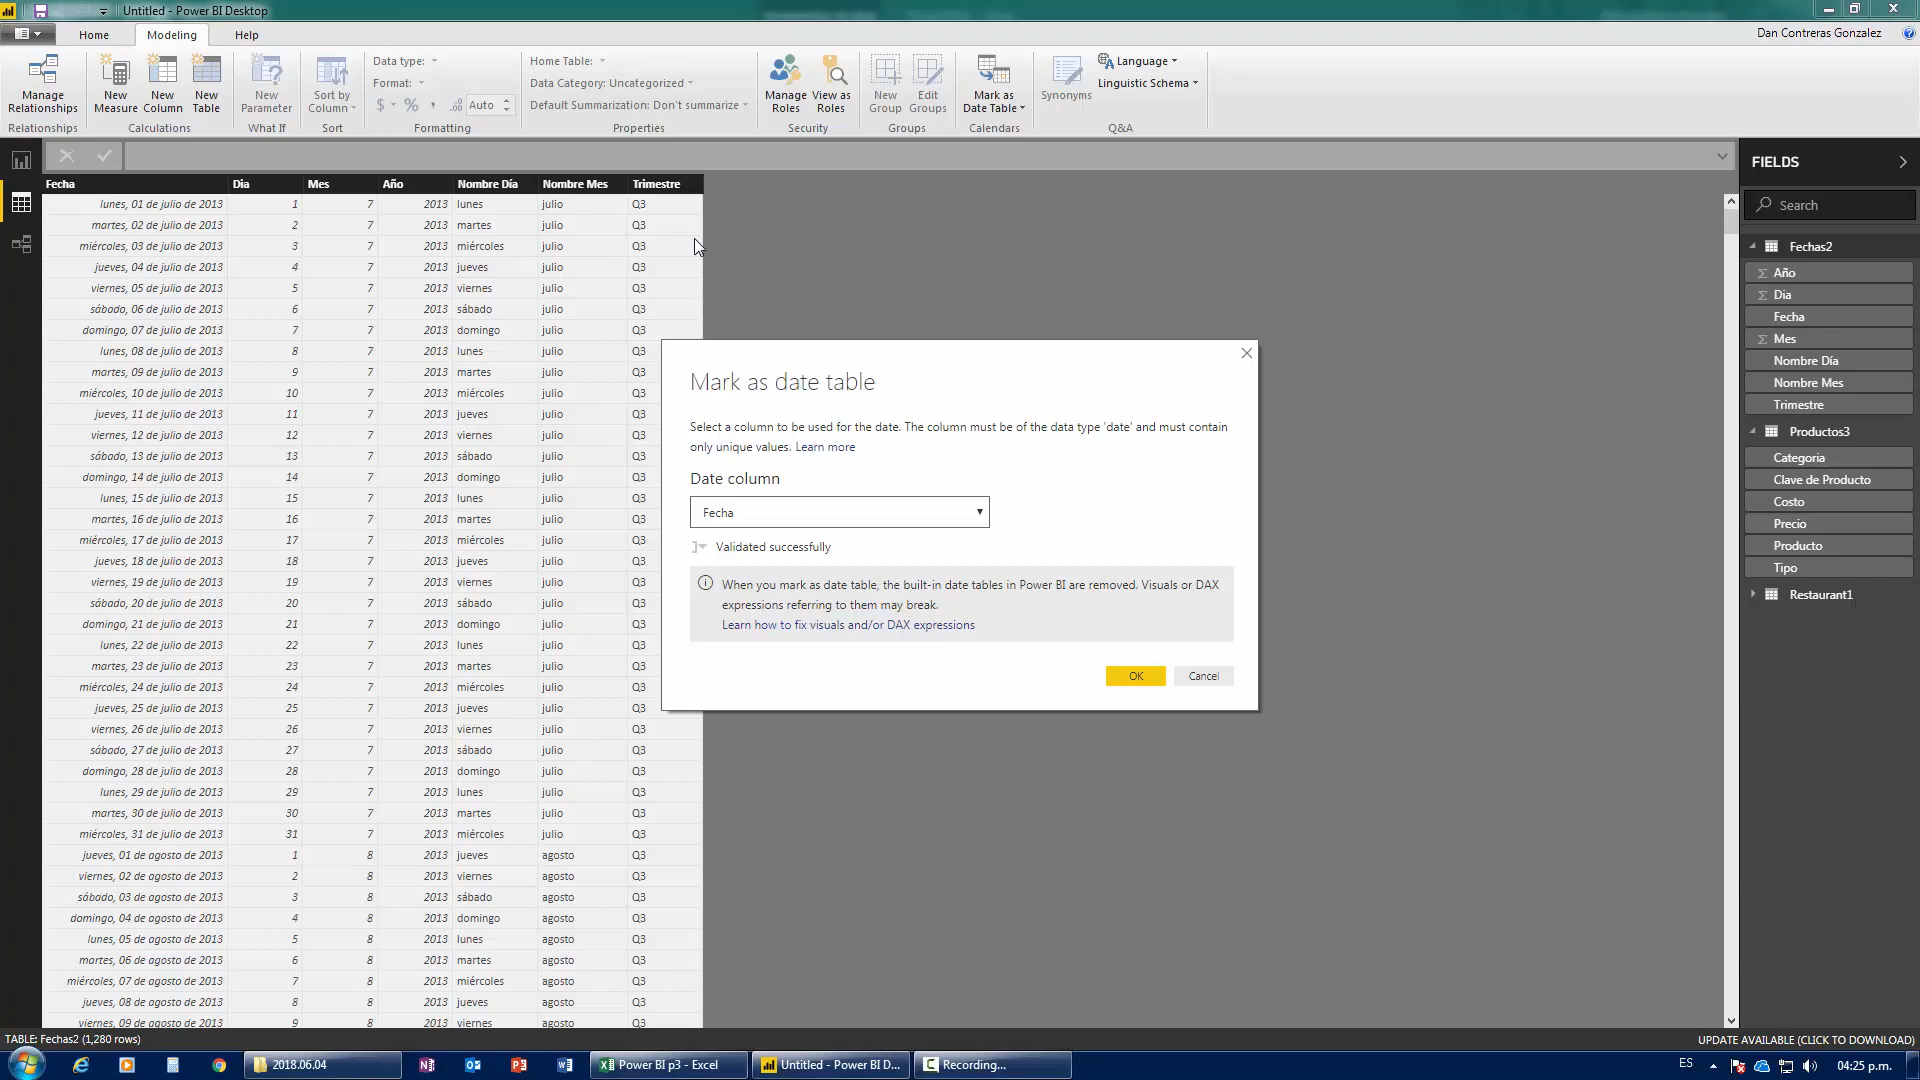 Untitled - Power BI Desktop
Home Modeling Help
Dan Contreras Gonzalez
Manage Relationships
New Measure
New Column
New Table
New Parameter
Sort by Column
Data type:
Format:
$ % , Auto
Home Table:
Data Category: Uncategorized
Default Summarization: Don't summarize
Manage Roles
View as Roles
New Group
Edit Groups
Mark as Date Table
Synonyms
Language
Linguistic Schema
Relationships Calculations What If Sort Formatting Properties Security Groups Calendars Q&A
Fecha Dia Mes Año Nombre Día Nombre Mes Trimestre
lunes, 01 de julio de 2013 1 7 2013 lunes julio Q3
martes, 02 de julio de 2013 2 7 2013 martes julio Q3
miércoles, 03 de julio de 2013 3 7 2013 miércoles julio Q3
jueves, 04 de julio de 2013 4 7 2013 jueves julio Q3
viernes, 05 de julio de 2013 5 7 2013 viernes julio Q3
sábado, 06 de julio de 2013 6 7 2013 sábado julio Q3
domingo, 07 de julio de 2013 7 7 2013 domingo julio Q3
lunes, 08 de julio de 2013 8 7 2013 lunes julio Q3
martes, 09 de julio de 2013 9 7 2013 martes julio Q3
miércoles, 10 de julio de 2013 10 7 2013 miércoles julio Q3
jueves, 11 de julio de 2013 11 7 2013 jueves julio Q3
viernes, 12 de julio de 2013 12 7 2013 viernes julio Q3
sábado, 13 de julio de 2013 13 7 2013 sábado julio Q3
domingo, 14 de julio de 2013 14 7 2013 domingo julio Q3
lunes, 15 de julio de 2013 15 7 2013 lunes julio Q3
martes, 16 de julio de 2013 16 7 2013 martes julio Q3
miércoles, 17 de julio de 2013 17 7 2013 miércoles julio Q3
jueves, 18 de julio de 2013 18 7 2013 jueves julio Q3
viernes, 19 de julio de 2013 19 7 2013 viernes julio Q3
sábado, 20 de julio de 2013 20 7 2013 sábado julio Q3
domingo, 21 de julio de 2013 21 7 2013 domingo julio Q3
lunes, 22 de julio de 2013 22 7 2013 lunes julio Q3
martes, 23 de julio de 2013 23 7 2013 martes julio Q3
miércoles, 24 de julio de 2013 24 7 2013 miércoles julio Q3
jueves, 25 de julio de 2013 25 7 2013 jueves julio Q3
viernes, 26 de julio de 2013 26 7 2013 viernes julio Q3
sábado, 27 de julio de 2013 27 7 2013 sábado julio Q3
domingo, 28 de julio de 2013 28 7 2013 domingo julio Q3
lunes, 29 de julio de 2013 29 7 2013 lunes julio Q3
martes, 30 de julio de 2013 30 7 2013 martes julio Q3
miércoles, 31 de julio de 2013 31 7 2013 miércoles julio Q3
jueves, 01 de agosto de 2013 1 8 2013 jueves agosto Q3
viernes, 02 de agosto de 2013 2 8 2013 viernes agosto Q3
sábado, 03 de agosto de 2013 3 8 2013 sábado agosto Q3
domingo, 04 de agosto de 2013 4 8 2013 domingo agosto Q3
lunes, 05 de agosto de 2013 5 8 2013 lunes agosto Q3
martes, 06 de agosto de 2013 6 8 2013 martes agosto Q3
miércoles, 07 de agosto de 2013 7 8 2013 miércoles agosto Q3
jueves, 08 de agosto de 2013 8 8 2013 jueves agosto Q3
viernes, 09 de agosto de 2013 9 8 2013 viernes agosto Q3
Mark as date table
Select a column to be used for the date. The column must be of the data type 'date' and must contain
only unique values. Learn more
Date column
Fecha
Validated successfully
When you mark as date table, the built-in date tables in Power BI are removed. Visuals or DAX
expressions referring to them may break.
Learn how to fix visuals and/or DAX expressions
OK Cancel
FIELDS
Search
Fechas2
Año
Dia
Fecha
Mes
Nombre Día
Nombre Mes
Trimestre
Productos3
Categoria
Clave de Producto
Costo
Precio
Producto
Tipo
Restaurant1
TABLE: Fechas2 (1,280 rows)
UPDATE AVAILABLE (CLICK TO DOWNLOAD)
2018.06.04
Power BI p3 - Excel
Untitled - Power BI D...
Recording...
ES
04:25 p.m.